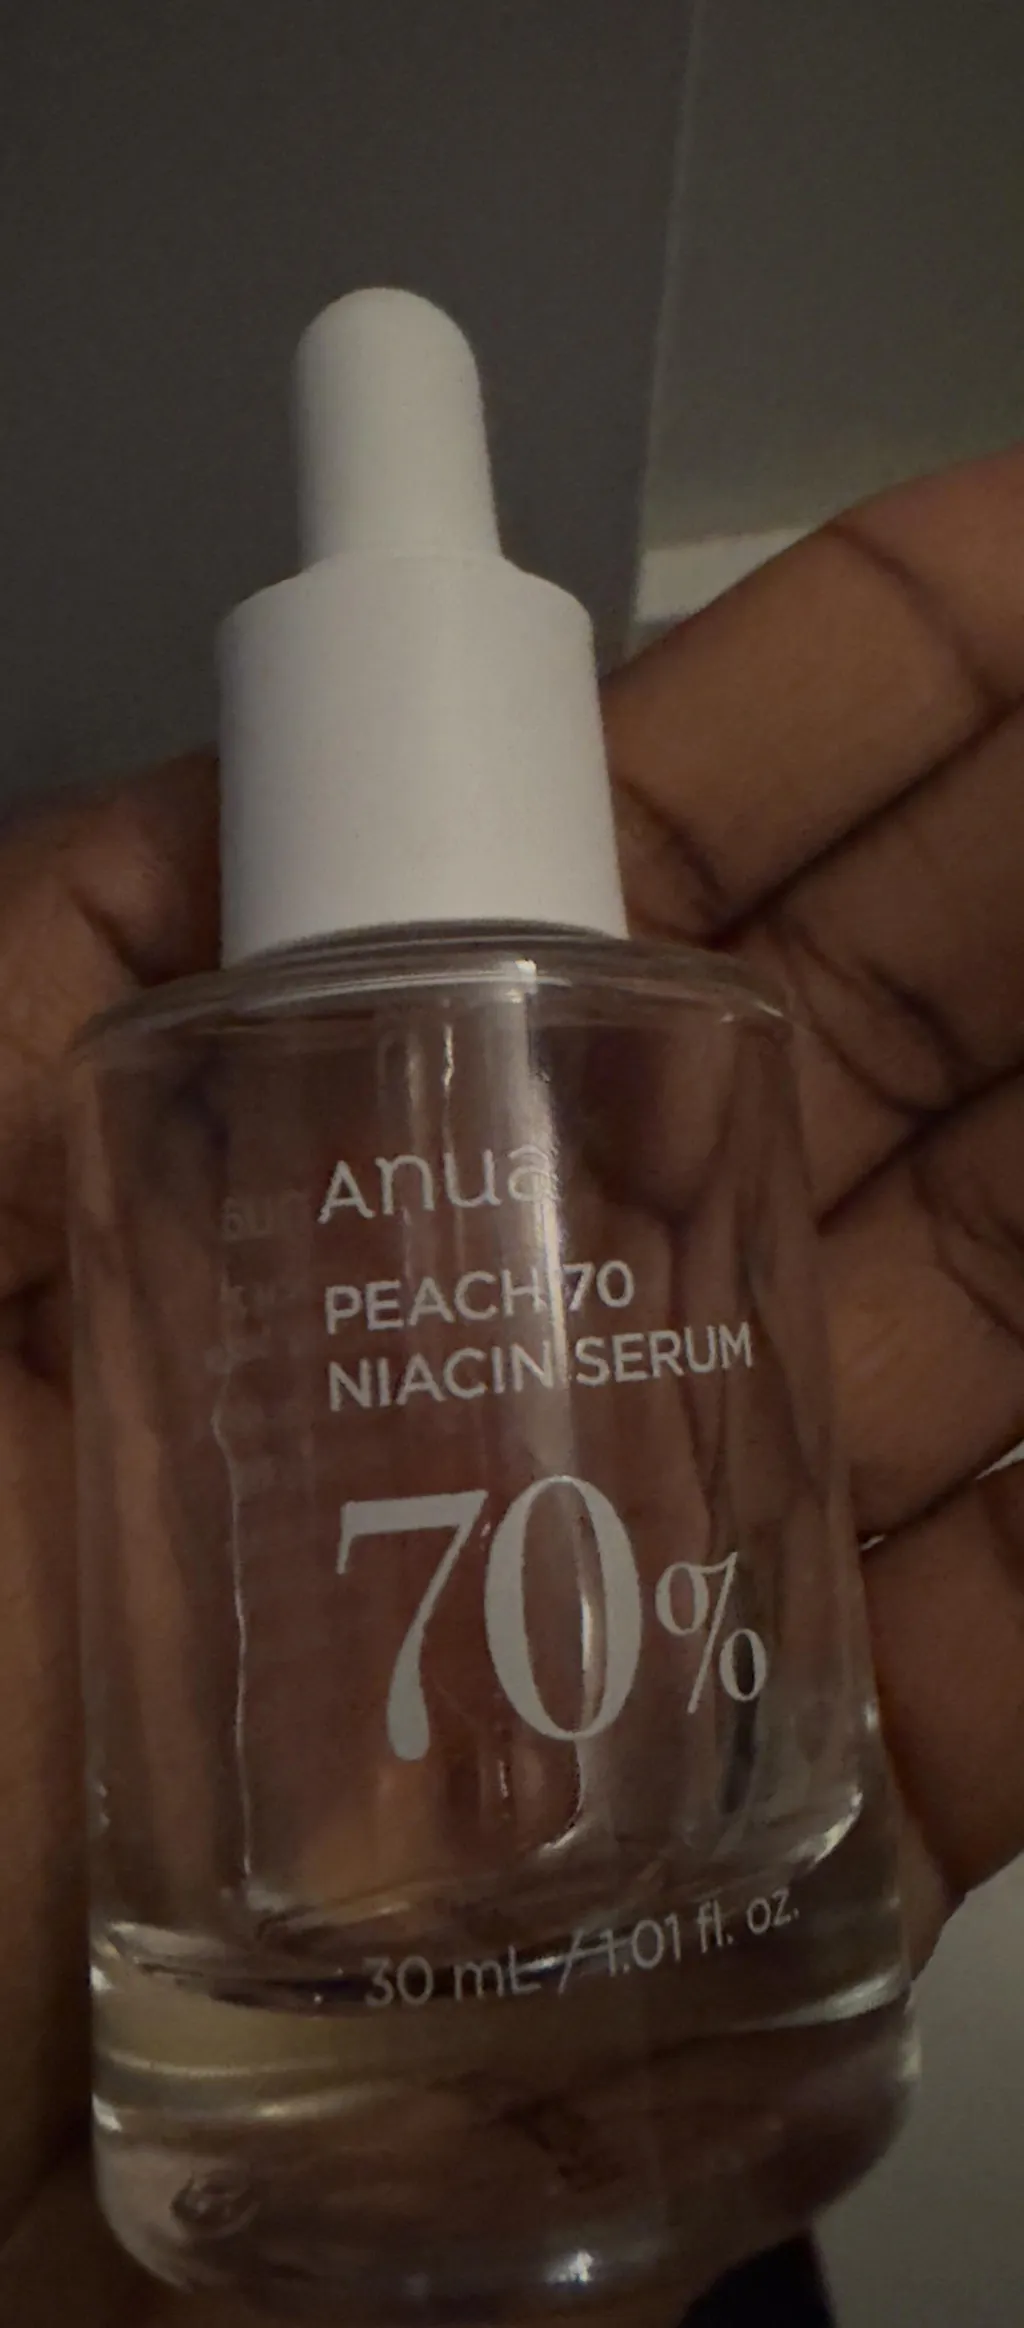 Anua
PEACH 70
NIACIN SERUM
70%
30 mL / 1.01 fl. oz.